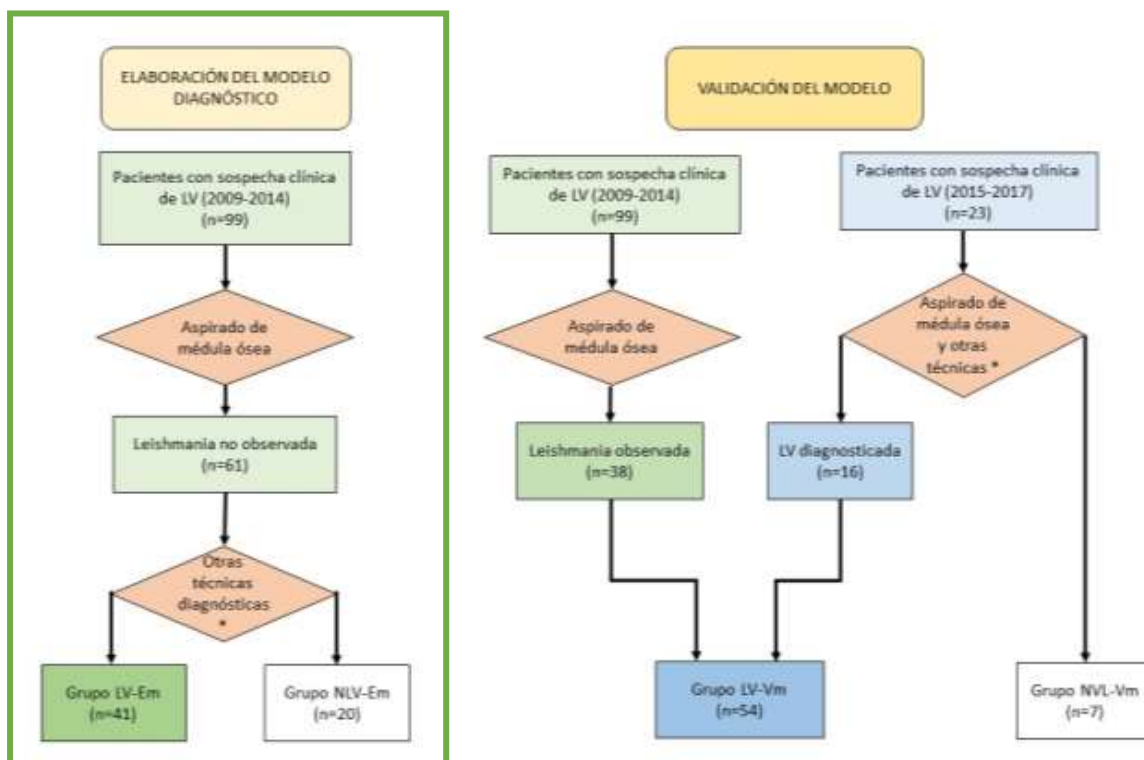 ELABORACIÓN DEL MODELO
DIAGNÓSTICO
Pacientes con sospecha clínica
de LV (2009-2014)
(n=99)
Aspirado de
médula ósea
Leishmania no observada
(n=61)
Otras
técnicas
diagnósticas
*
Grupo LV-Em
(n=41)
Grupo NLV-Em
(n=20)
VALIDACIÓN DEL MODELO
Pacientes con sospecha clínica
de LV (2009-2014)
(n=99)
Aspirado de
médula ósea
Leishmania observada
(n=38)
Pacientes con sospecha clínica
de LV (2015-2017)
(n=23)
Aspirado de
médula ósea
y otras
técnicas *
LV diagnosticada
(n=16)
Grupo LV-Vm
(n=54)
Grupo NVL-Vm
(n=7)